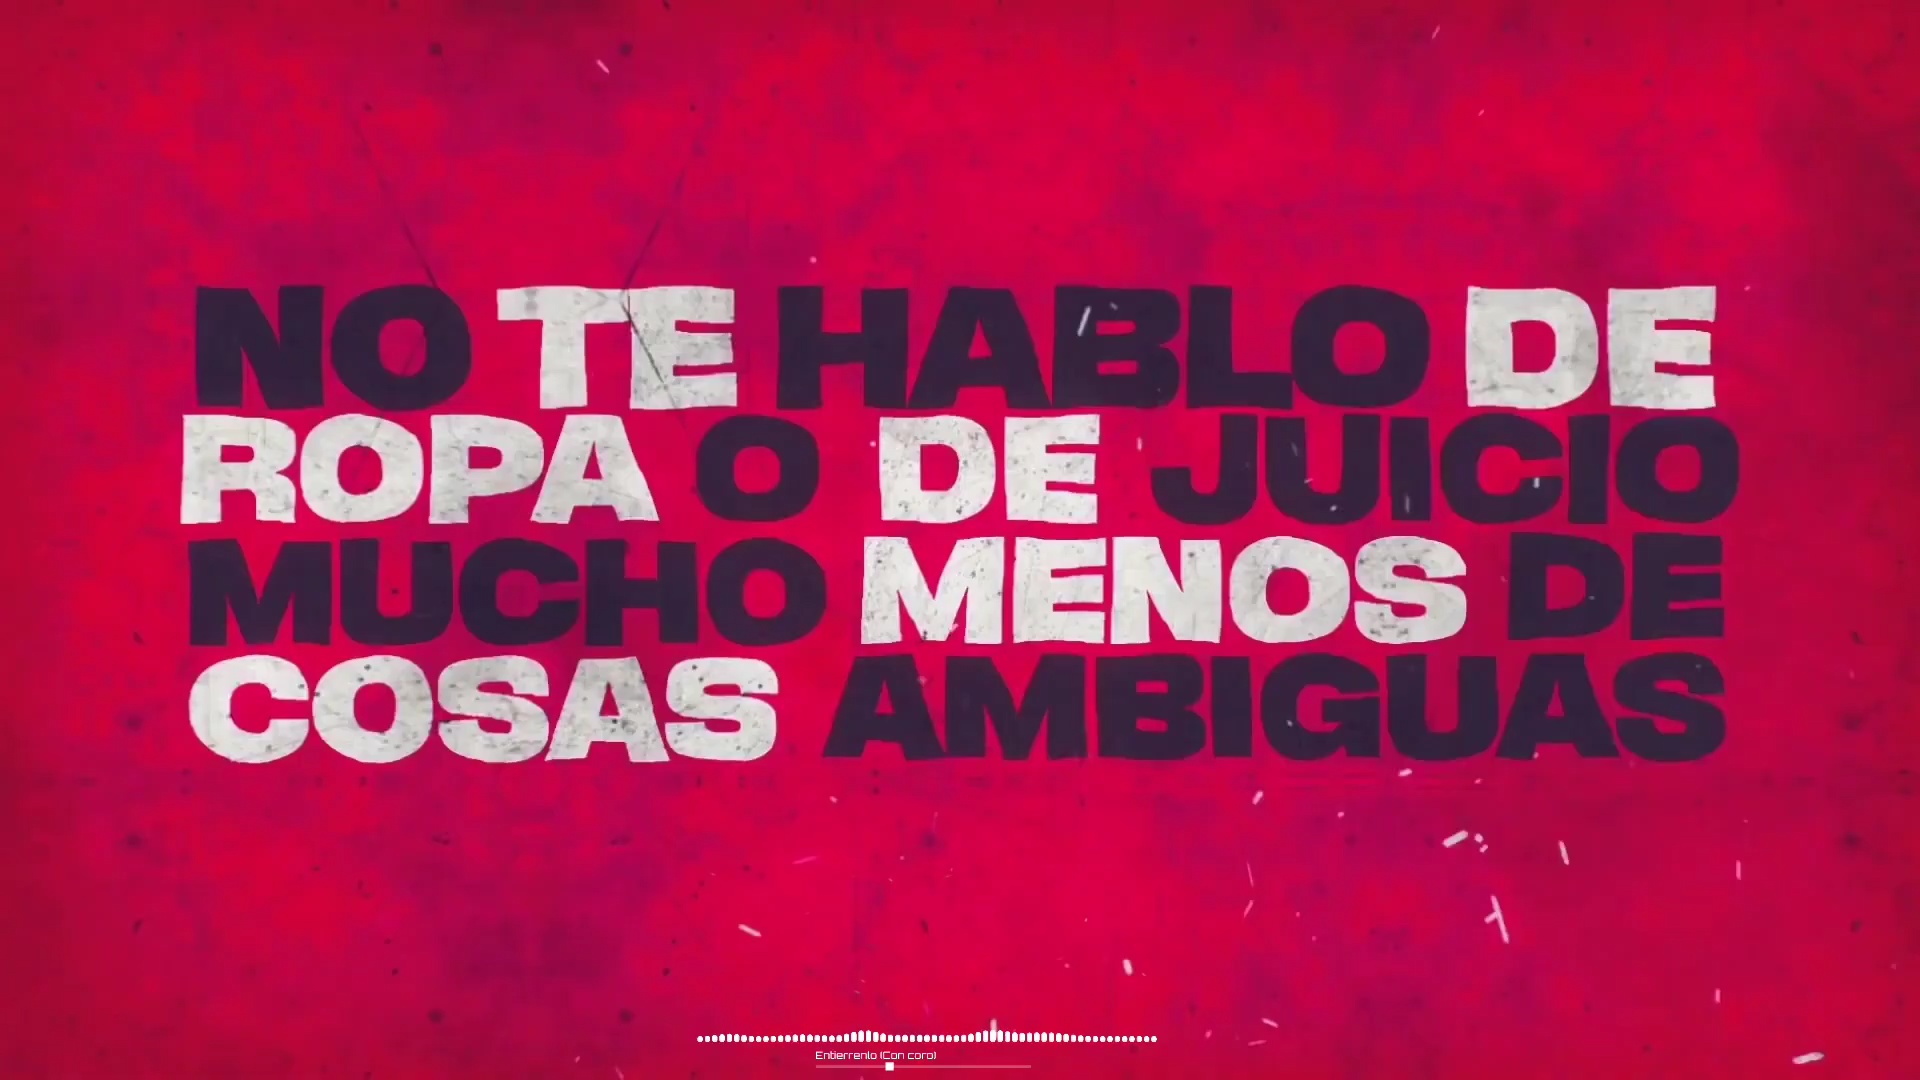 NO TE HABLO DE
ROPA O DE JUICIO
MUCHO MENOS DE
COSAS AMBIGUAS
Entierrenlo (Con coro)